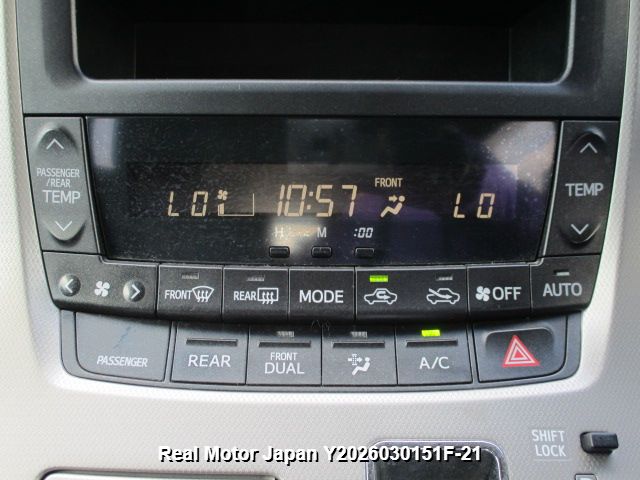 PASSENGER
/REAR
TEMP
LO
10:57
FRONT
LO
TEMP
H
M
:00
FRONT
REAR
MODE
OFF
AUTO
PASSENGER
REAR
FRONT
DUAL
A/C
SHIFT
LOCK
Real Motor Japan Y2026030151F-21